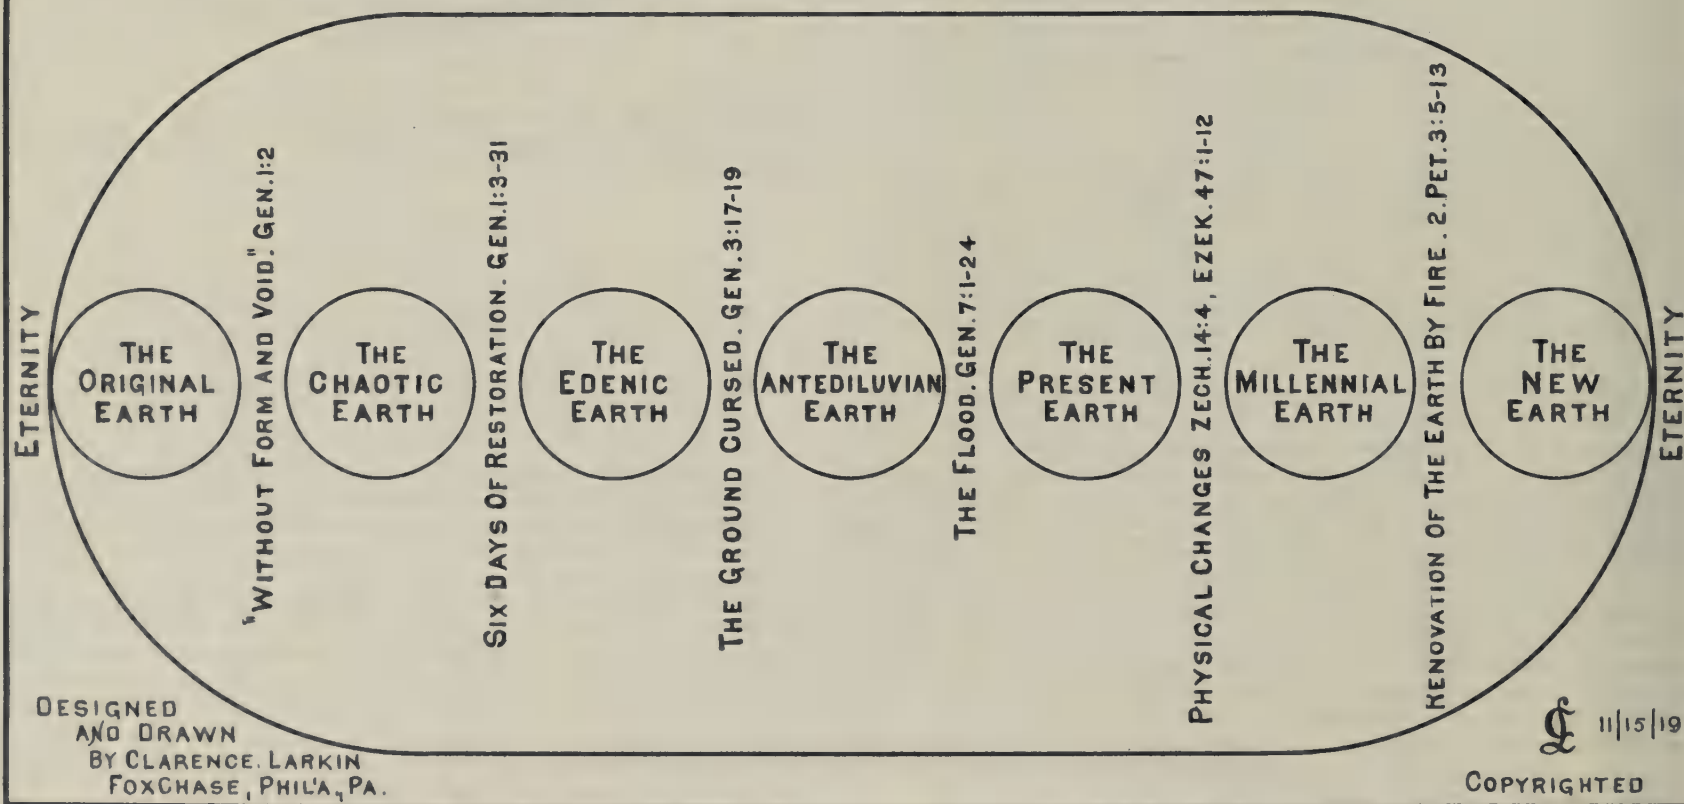 ETERNITY
THE
ORIGINAL
EARTH
"WITHOUT FORM AND VOID." GEN.1:2
THE
CHAOTIC
EARTH
SIX DAYS OF RESTORATION. GEN.1:3-31
THE
EDENIC
EARTH
THE GROUND CURSED. GEN.3:17-19
THE
ANTEDILUVIAN
EARTH
THE FLOOD. GEN.7:1-24
THE
PRESENT
EARTH
PHYSICAL CHANGES ZECH.14:4, EZEK.47:1-12
THE
MILLENNIAL
EARTH
RENOVATION OF THE EARTH BY FIRE. 2.PET.3:5-13
THE
NEW
EARTH
ETERNITY
DESIGNED
AND DRAWN
BY CLARENCE. LARKIN
FOXCHASE, PHIL'A, PA.
CL 11|15|19
COPYRIGHTED